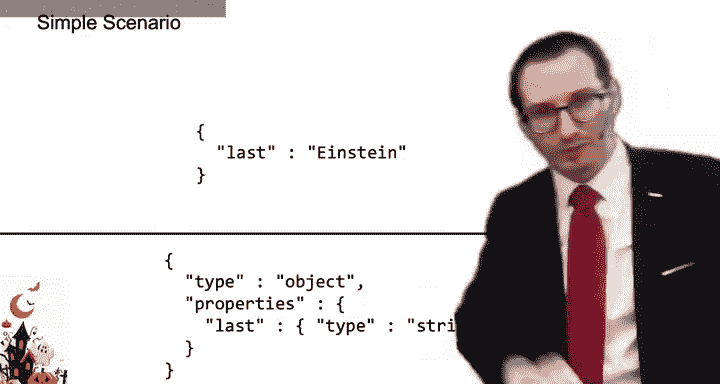 Simple Scenario
{
"last" : "Einstein"
}
{
"type" : "object",
"properties" : {
"last" : { "type" : "stri
}
}